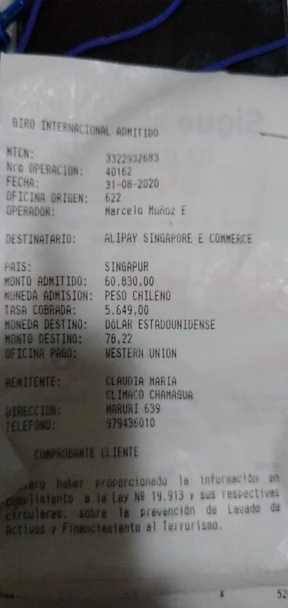 GIRO INTERNACIONAL ADMITIDO
MTCN: 3322932683
Nro OPERACION: 40162
FECHA: 31-08-2020
OFICINA ORIGEN: 622
OPERADOR: Marcelo Muñoz E
DESTINATARIO: ALIPAY SINGAPORE E COMMERCE
PAIS: SINGAPUR
MONTO ADMITIDO: 60.830,00
MONEDA ADMISION: PESO CHILENO
TASA COBRADA: 5.649,00
MONEDA DESTINO: DÓLAR ESTADOUNIDENSE
MONTO DESTINO: 78,22
OFICINA PAGO: WESTERN UNION
REMITENTE: CLAUDIA MARIA
CLIMACO CHAMAGUA
DIRECCION: MARURI 639
TELEFONO: 979436010
COMPROBANTE CLIENTE
haber proporcionado la información en
cumplimiento a la Ley Nº 19.913 y sus respectivas
circulares, sobre la prevención de Lavado de
Activos y Financiamiento al Terrorismo.